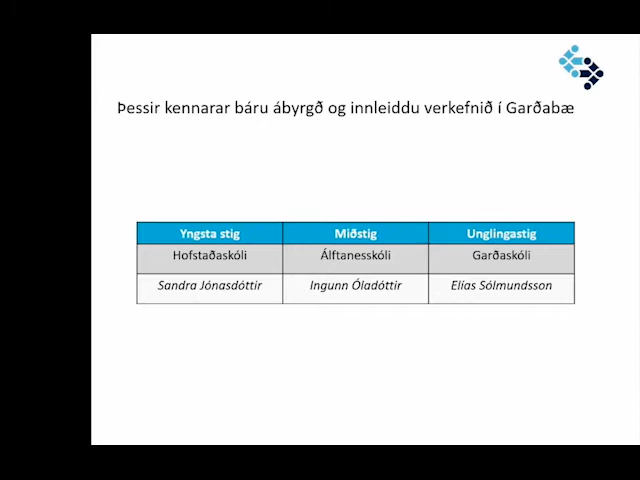 Þessir kennarar báru ábyrgð og innleiddu verkefnið í Garðabæ
Yngsta stig Miðstig Unglingastig
Hofstaðaskóli Álftanesskóli Garðaskóli
Sandra Jónasdóttir Ingunn Óladóttir Elías Sólmundsson